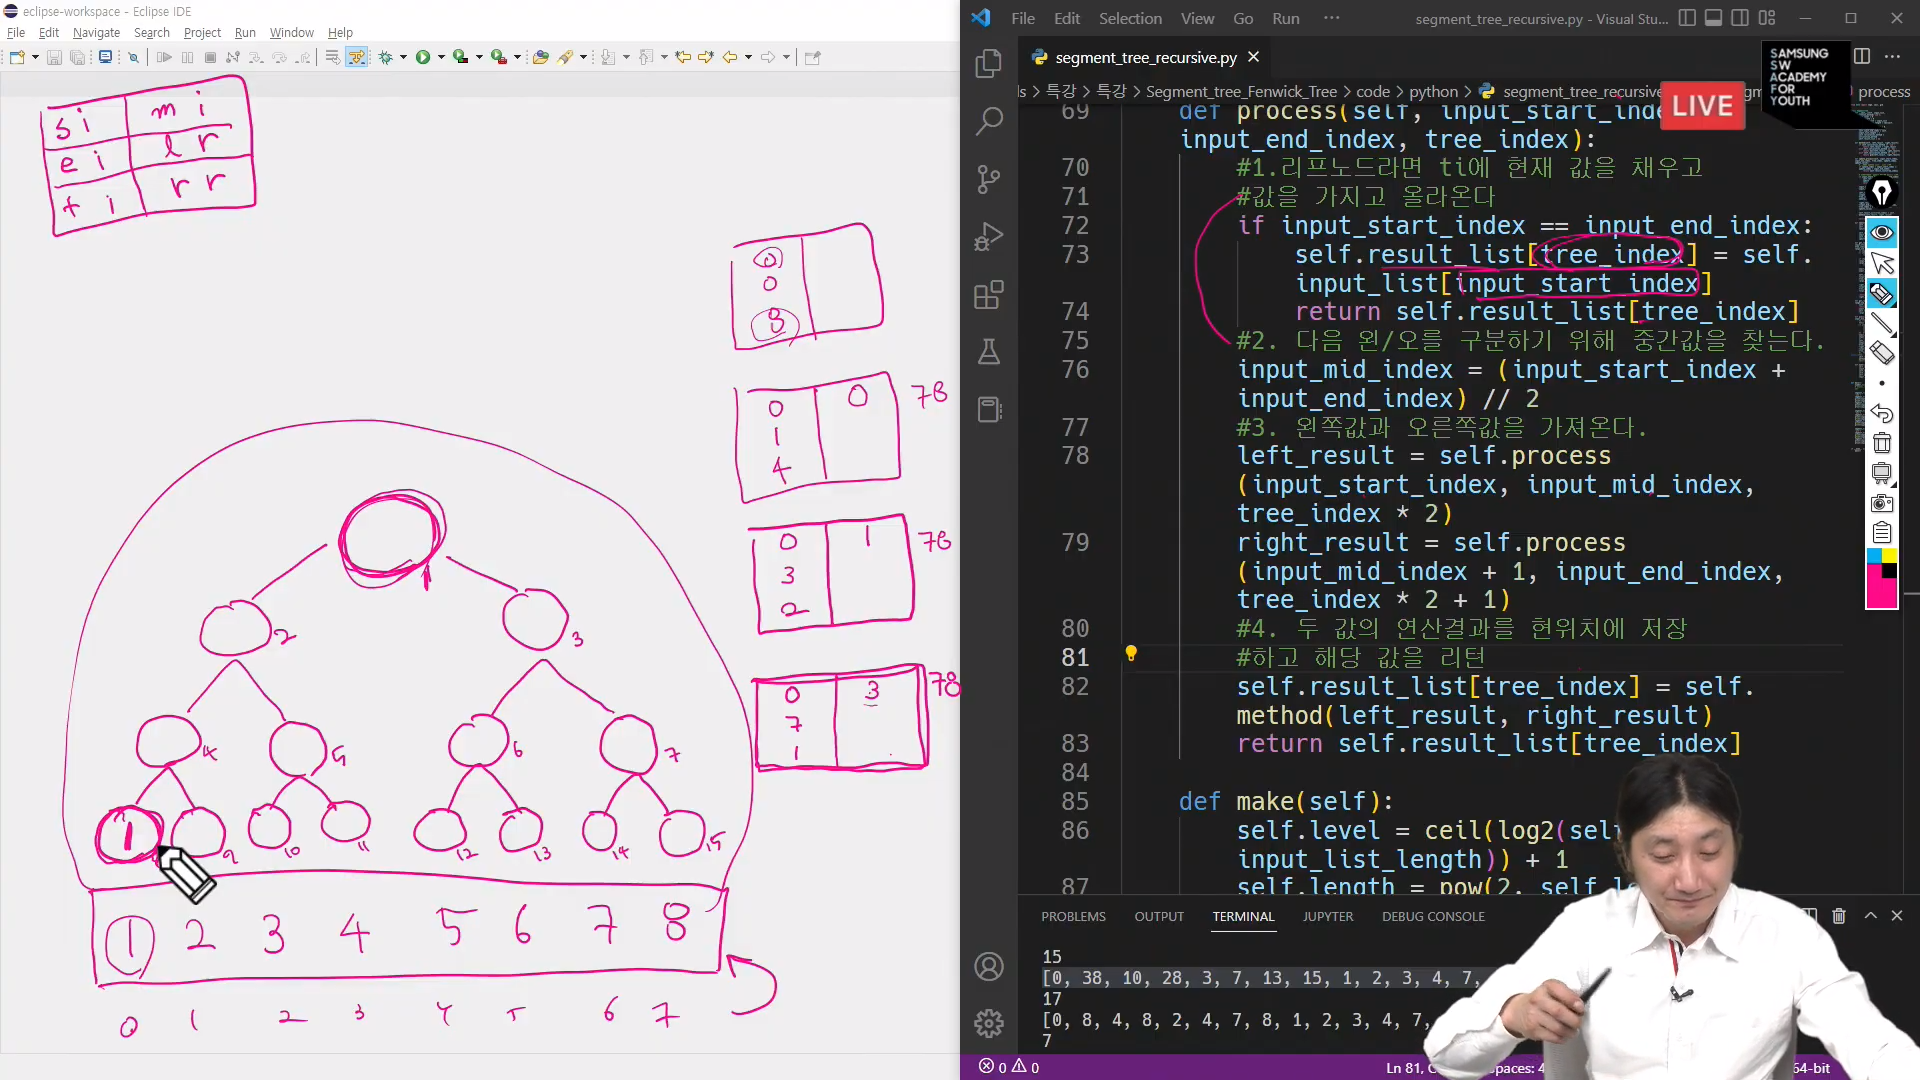 eclipse-workspace - Eclipse IDE
File Edit Navigate Search Project Run Window Help
si mi
ei lr
ti rr
0
0
8
0 0 78
1
4
0 1 78
3
2
0 3 78
7
1
1
2 3
4 5 6 7
1 9 10 11 12 13 14 15
1 2 3 4 5 6 7 8
0 1 2 3 4 5 6 7
File Edit Selection View Go Run ··· segment_tree_recursive.py - Visual Stu...
segment_tree_recursive.py
SAMSUNG
SW
ACADEMY
FOR
YOUTH
LIVE
ls > 특강 > 특강 > Segment_tree_Fenwick_Tree > code > python > segment_tree_recursive process
69 def process(self, input_start_inde
input_end_index, tree_index):
70 #1.리프노드라면 ti에 현재 값을 채우고
71 #값을 가지고 올라온다
72 if input_start_index == input_end_index:
73 self.result_list[tree_index] = self.
input_list[input_start_index]
74 return self.result_list[tree_index]
75 #2. 다음 왼/오를 구분하기 위해 중간값을 찾는다.
76 input_mid_index = (input_start_index +
input_end_index) // 2
77 #3. 왼쪽값과 오른쪽값을 가져온다.
78 left_result = self.process
(input_start_index, input_mid_index,
tree_index * 2)
79 right_result = self.process
(input_mid_index + 1, input_end_index,
tree_index * 2 + 1)
80 #4. 두 값의 연산결과를 현위치에 저장
81 #하고 해당 값을 리턴
82 self.result_list[tree_index] = self.
method(left_result, right_result)
83 return self.result_list[tree_index]
84
85 def make(self):
86 self.level = ceil(log2(sel
input_list_length)) + 1
87 self.length = pow(2, self.le
PROBLEMS OUTPUT TERMINAL JUPYTER DEBUG CONSOLE
15
[0, 38, 10, 28, 3, 7, 13, 15, 1, 2, 3, 4, 7,
17
[0, 8, 4, 8, 2, 4, 7, 8, 1, 2, 3, 4, 7,
7
0 0 Ln 81, C paces: 4 64-bit